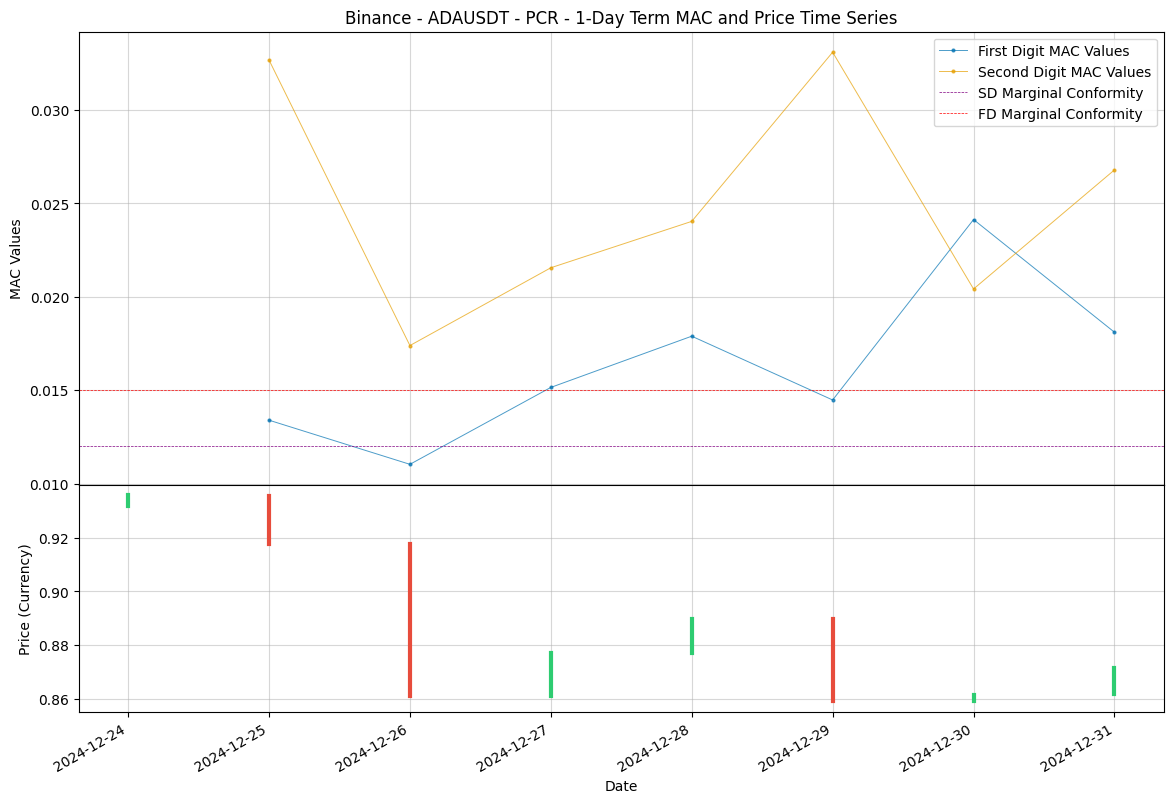 Binance - ADAUSDT - PCR - 1-Day Term MAC and Price Time Series
First Digit MAC Values
Second Digit MAC Values
SD Marginal Conformity
FD Marginal Conformity
MAC Values
0.030
0.025
0.020
0.015
0.010
Price (Currency)
0.92
0.90
0.88
0.86
2024-12-24
2024-12-25
2024-12-26
2024-12-27
2024-12-28
2024-12-29
2024-12-30
2024-12-31
Date